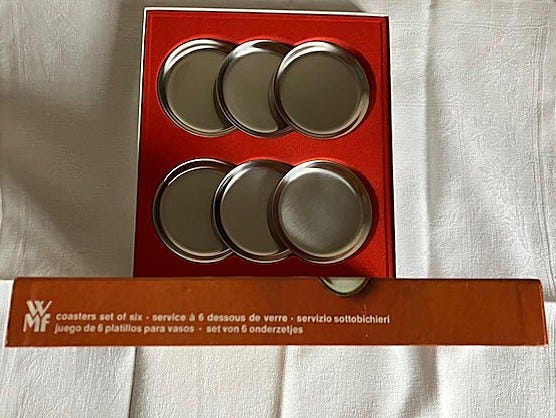 WMF
coasters set of six · service à 6 dessous de verre · servizio sottobichieri
juego de 6 platillos para vasos · set von 6 onderzetjes